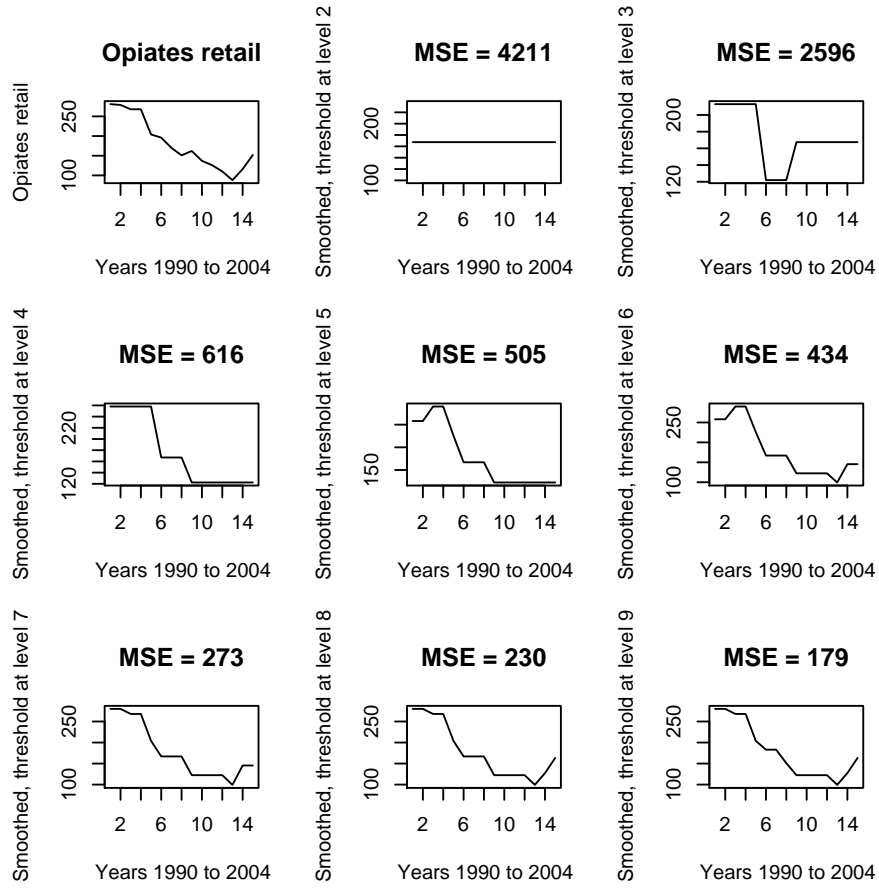 Opiates retail
Opiates retail
100
250
2 6 10 14
Years 1990 to 2004
MSE = 4211
Smoothed, threshold at level 2
100
200
2 6 10 14
Years 1990 to 2004
MSE = 2596
Smoothed, threshold at level 3
120
200
2 6 10 14
Years 1990 to 2004
MSE = 616
Smoothed, threshold at level 4
120
220
2 6 10 14
Years 1990 to 2004
MSE = 505
Smoothed, threshold at level 5
150
2 6 10 14
Years 1990 to 2004
MSE = 434
Smoothed, threshold at level 6
100
250
2 6 10 14
Years 1990 to 2004
MSE = 273
Smoothed, threshold at level 7
100
250
2 6 10 14
Years 1990 to 2004
MSE = 230
Smoothed, threshold at level 8
100
250
2 6 10 14
Years 1990 to 2004
MSE = 179
Smoothed, threshold at level 9
100
250
2 6 10 14
Years 1990 to 2004